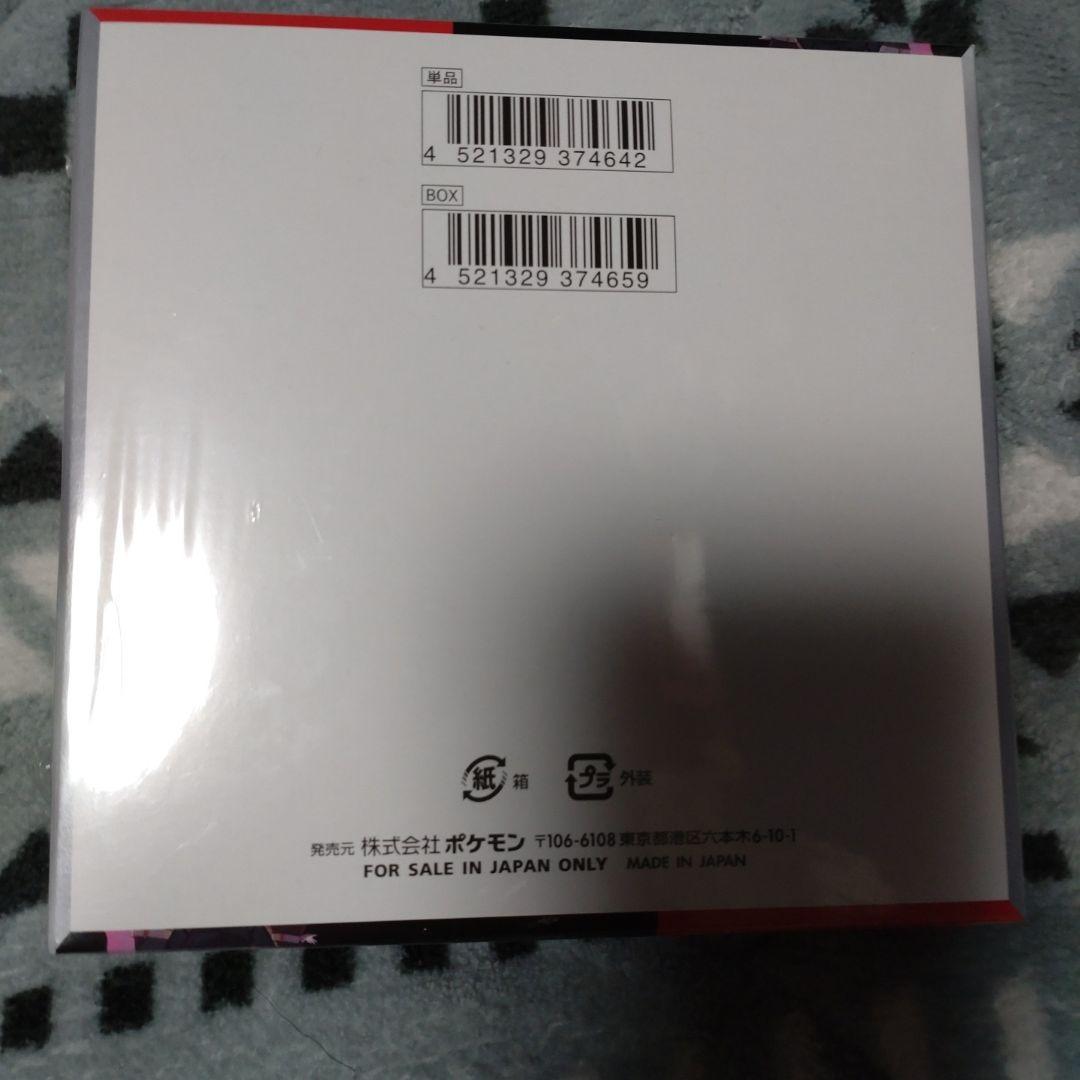 単品
4 521329 374642
BOX
4 521329 374659
紙 箱 プラ 外装
発売元 株式会社 ポケモン 〒106-6108 東京都港区六本木6-10-1
FOR SALE IN JAPAN ONLY MADE IN JAPAN